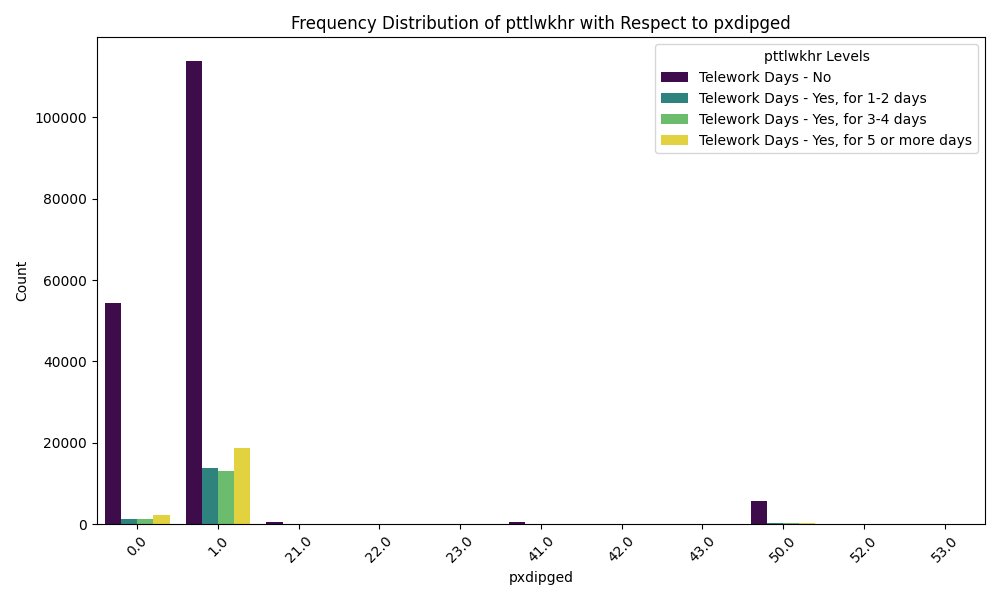 Frequency Distribution of pttlwkhr with Respect to pxdipged
pttlwkhr Levels
Telework Days - No
Telework Days - Yes, for 1-2 days
Telework Days - Yes, for 3-4 days
Telework Days - Yes, for 5 or more days
Count
100000
80000
60000
40000
20000
0
0.0
1.0
21.0
22.0
23.0
41.0
42.0
43.0
50.0
52.0
53.0
pxdipged